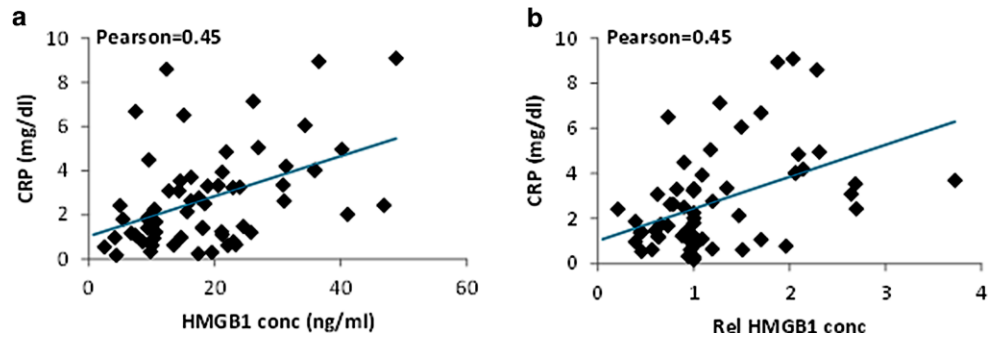 a
Pearson=0.45
CRP (mg/dl)
10
8
6
4
2
0
0 20 40 60
HMGB1 conc (ng/ml)
b
Pearson=0.45
CRP (mg/dl)
10
8
6
4
2
0
0 1 2 3 4
Rel HMGB1 conc